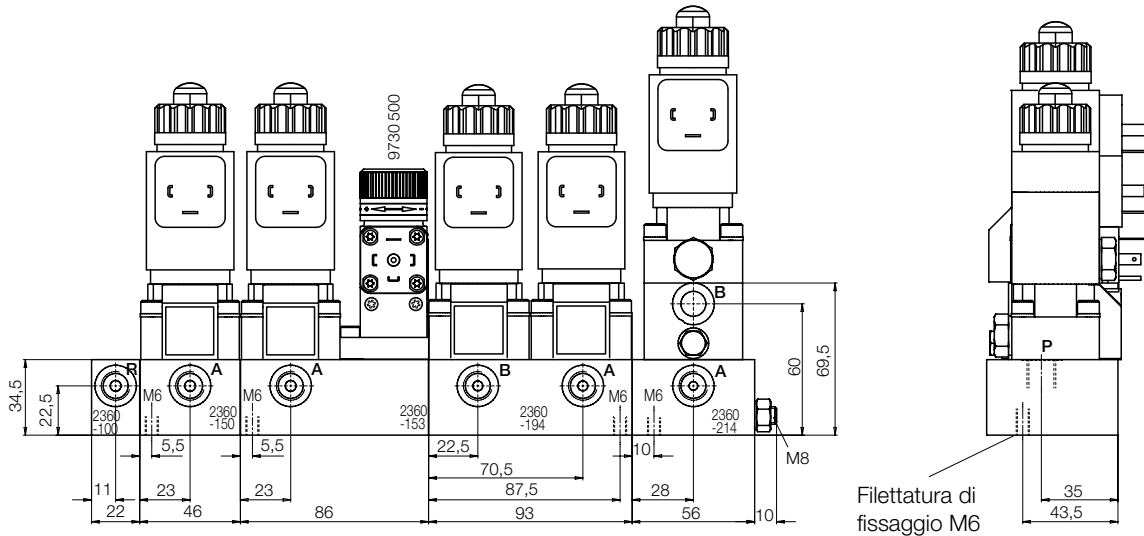 9730 500
B
R
A
A
B
A
A
M6
M6
M6
M6
2360
-100
2360
-150
2360
-153
2360
-194
2360
-214
34,5
22,5
60
69,5
5,5
5,5
22,5
10
M8
70,5
87,5
11
23
23
28
22
46
86
93
56
10
P
Filettatura di
fissaggio M6
35
43,5